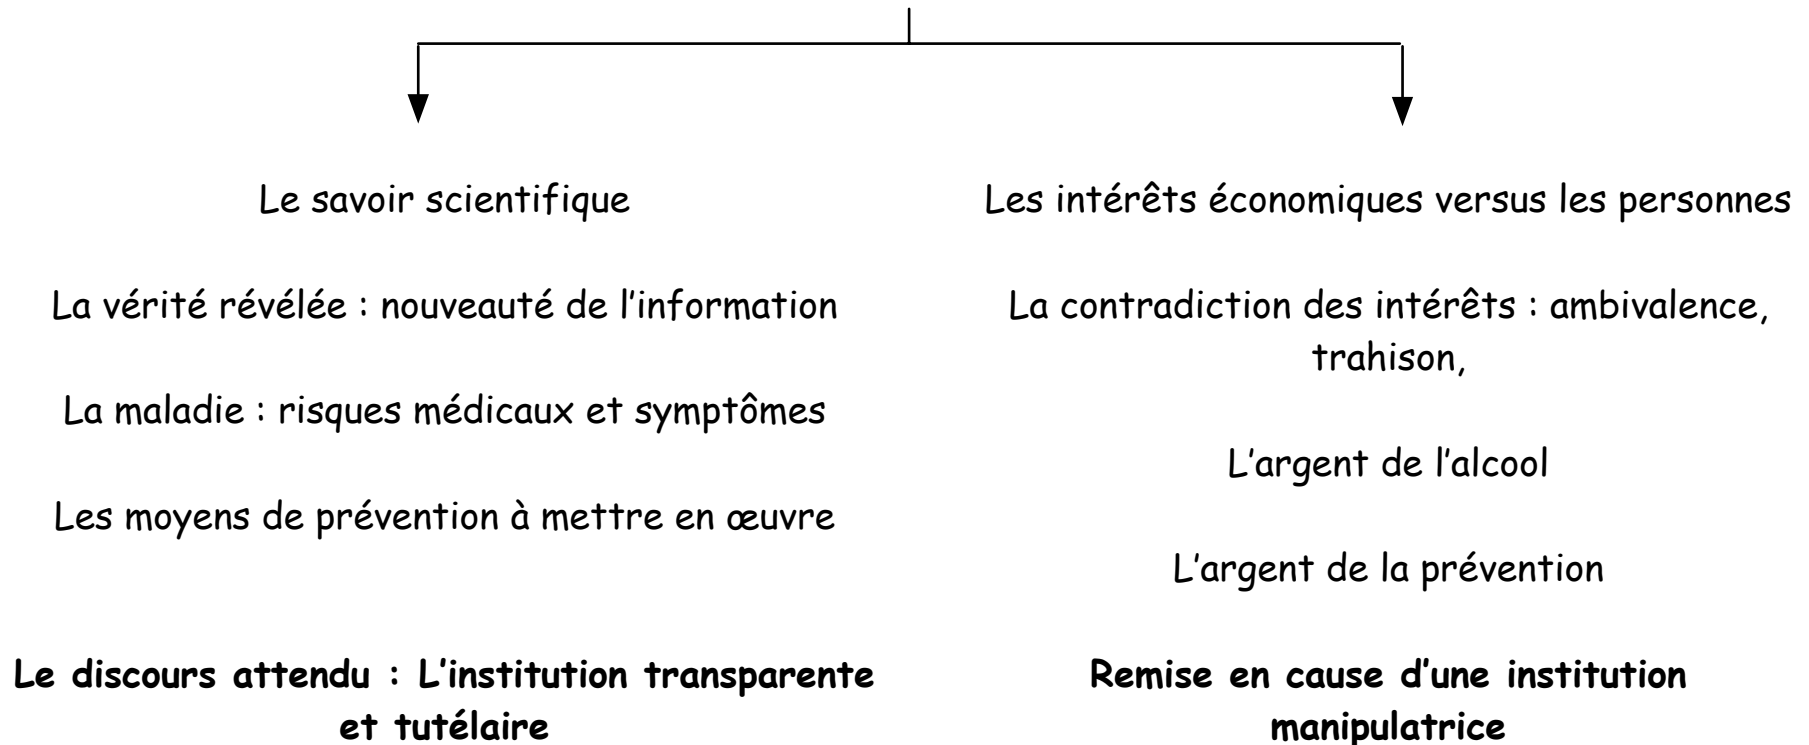 Le savoir scientifique
La vérité révélée : nouveauté de l'information
La maladie : risques médicaux et symptômes
Les moyens de prévention à mettre en œuvre
Le discours attendu : L'institution transparente
et tutélaire
Les intérêts économiques versus les personnes
La contradiction des intérêts : ambivalence,
trahison,
L'argent de l'alcool
L'argent de la prévention
Remise en cause d'une institution
manipulatrice